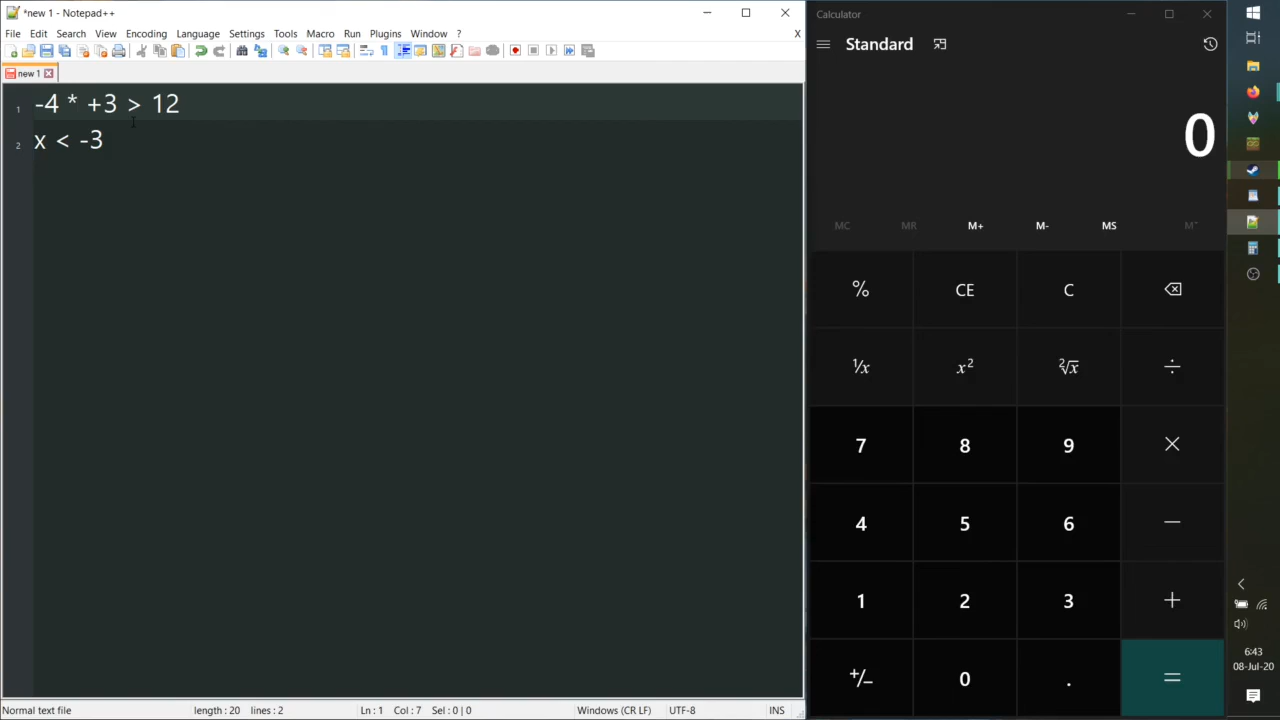 *new 1 - Notepad++
File Edit Search View Encoding Language Settings Tools Macro Run Plugins Window ? X
new 1
1 -4 * +3 > 12
2 x < -3
Normal text file length : 20 lines : 2 Ln : 1 Col : 7 Sel : 0 | 0 Windows (CR LF) UTF-8 INS
Calculator
Standard
0
MC MR M+ M- MS M˅
% CE C
⅟x x² ²√x ÷
7 8 9 ×
4 5 6 −
1 2 3 +
+/− 0 . =
6:43
08-Jul-20